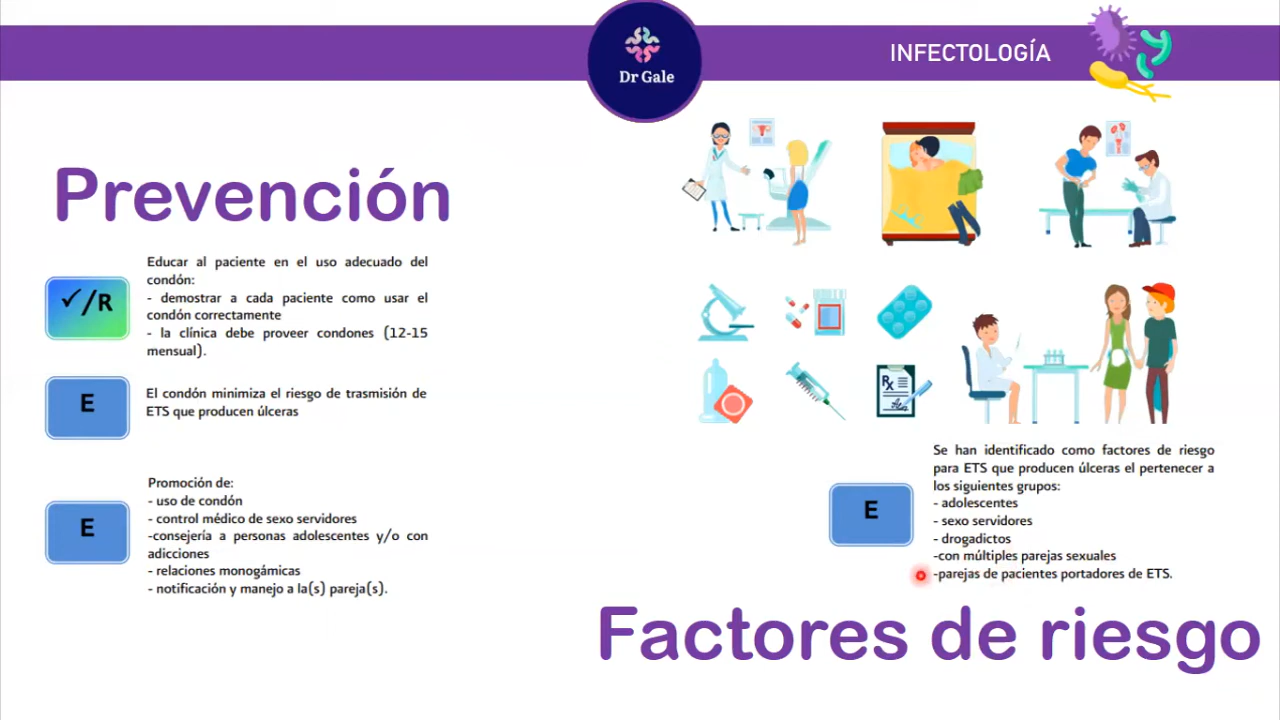 Dr Gale
INFECTOLOGÍA
Prevención
✓/R
Educar al paciente en el uso adecuado del
condón:
- demostrar a cada paciente como usar el
condón correctamente
- la clínica debe proveer condones (12-15
mensual).
E
El condón minimiza el riesgo de trasmisión de
ETS que producen úlceras
E
Promoción de:
- uso de condón
- control médico de sexo servidores
-consejería a personas adolescentes y/o con
adicciones
- relaciones monogámicas
- notificación y manejo a la(s) pareja(s).
Rx
E
Se han identificado como factores de riesgo
para ETS que producen úlceras el pertenecer a
los siguientes grupos:
- adolescentes
- sexo servidores
- drogadictos
-con múltiples parejas sexuales
-parejas de pacientes portadores de ETS.
Factores de riesgo